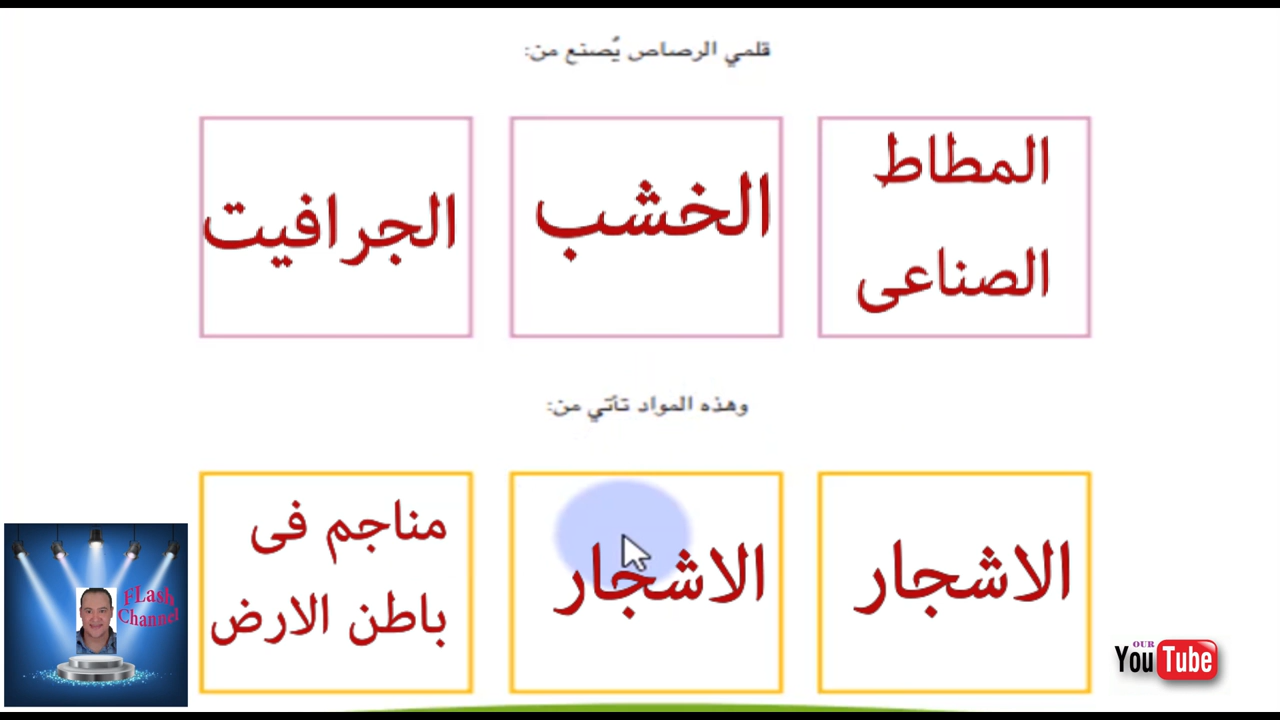 قلمي الرصاص يُصنع من:
المطاط
الصناعى
الخشب
الجرافيت
وهذه المواد تأتي من:
الاشجار
الاشجار
مناجم فى
باطن الارض
FLash
Channel
OUR
YouTube